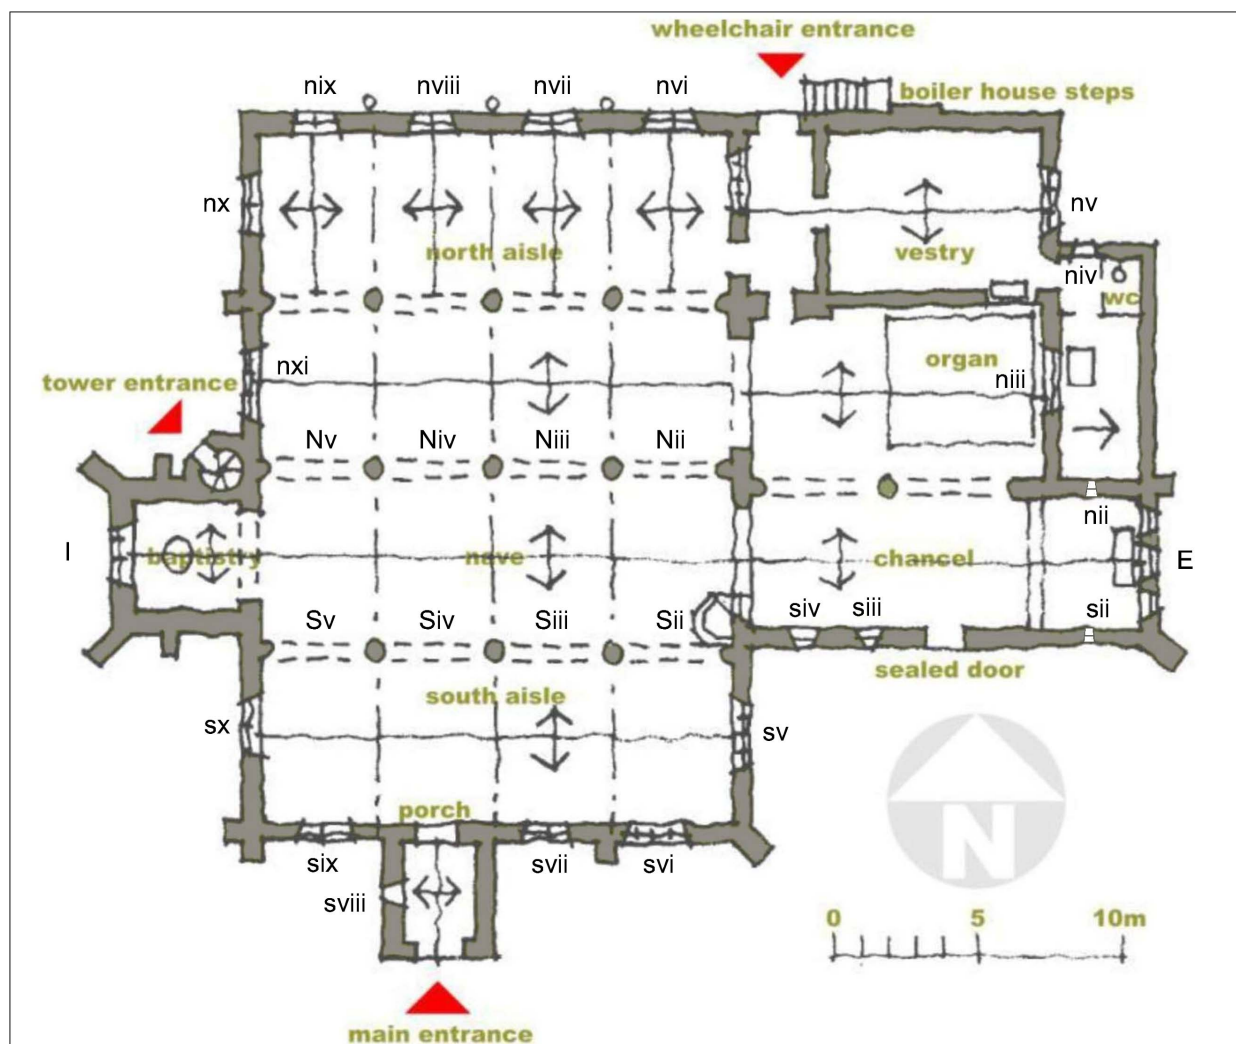 wheelchair entrance
nix
nviii
nvii
nvi
boiler house steps
nx
nv
north aisle
vestry
niv
wc
nxi
organ
niii
tower entrance
Nv
Niv
Niii
Nii
nii
I
baptistry
nave
chancel
E
Sv
Siv
Siii
Sii
siv
siii
sii
sealed door
south aisle
sx
sv
porch
six
svii
svi
sviii
N
0
5
10m
main entrance